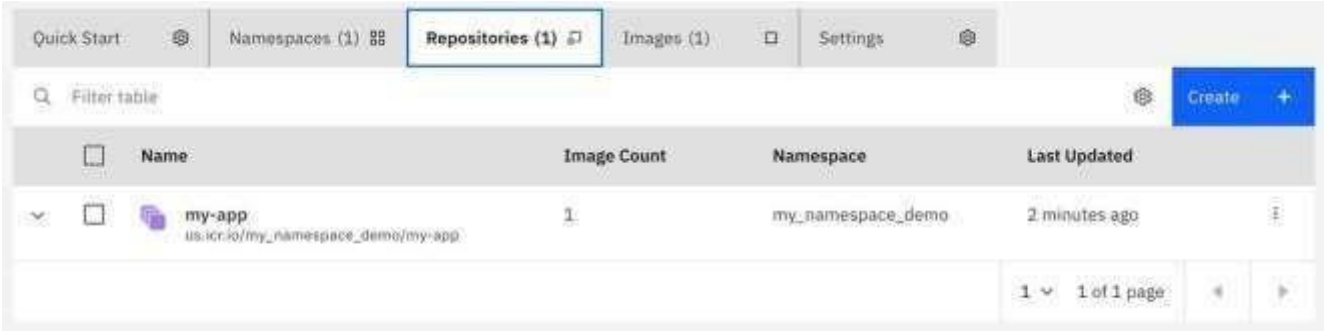 Quick Start Namespaces (1) Repositories (1) Images (1) Settings
Filter table Create +
Name Image Count Namespace Last Updated
my-app 1 my_namespace_demo 2 minutes ago
us.icr.io/my_namespace_demo/my-app
1 1 of 1 page